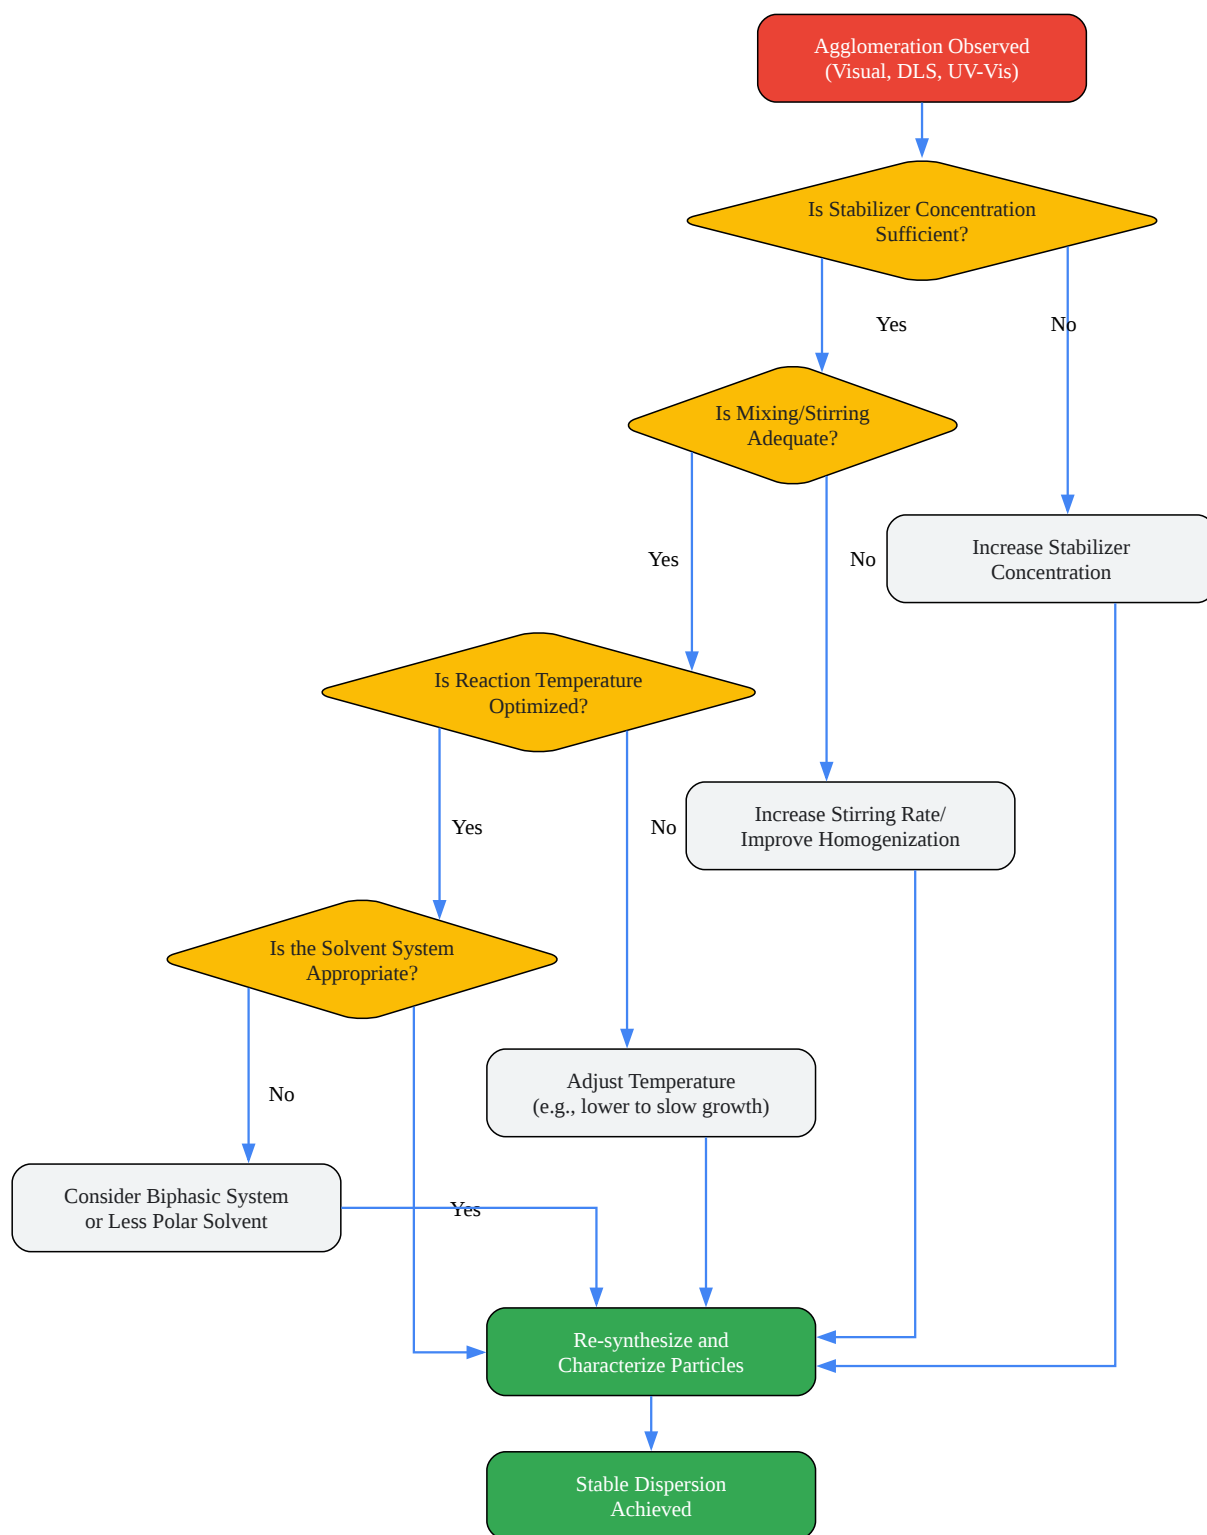 Agglomeration Observed
(Visual, DLS, UV-Vis)
Is Stabilizer Concentration
Sufficient?
Yes
No
Is Mixing/Stirring
Adequate?
Yes
No
Increase Stabilizer
Concentration
Is Reaction Temperature
Optimized?
Yes
No
Increase Stirring Rate/
Improve Homogenization
Is the Solvent System
Appropriate?
No
Adjust Temperature
(e.g., lower to slow growth)
Consider Biphasic System
or Less Polar Solvent
Yes
Re-synthesize and
Characterize Particles
Stable Dispersion
Achieved